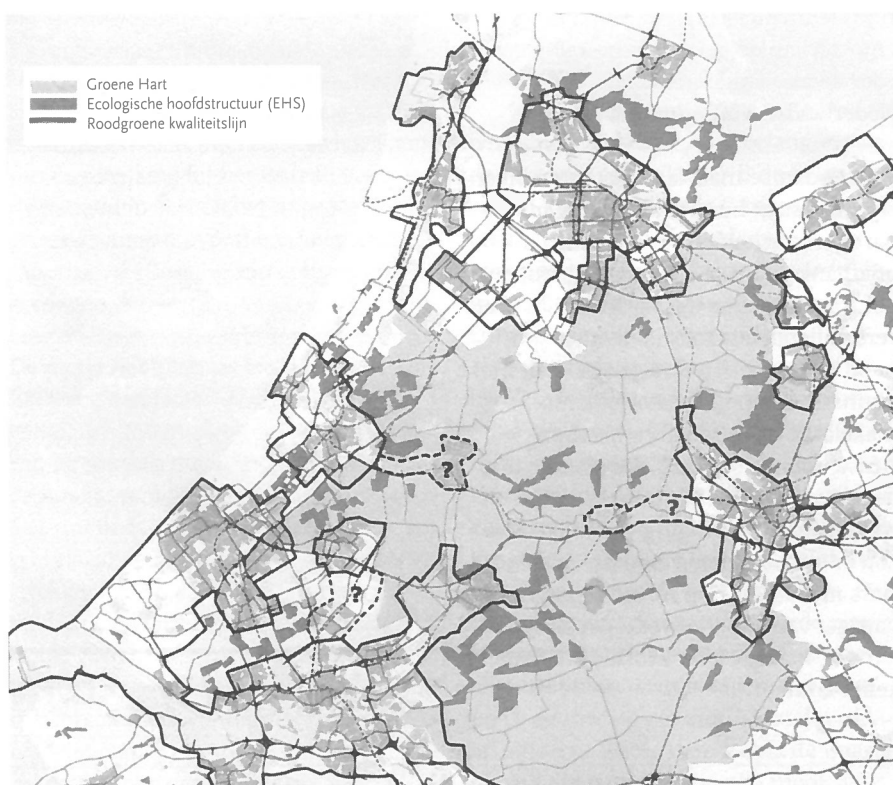 Groene Hart
Ecologische hoofdstructuur (EHS)
Roodgroene kwaliteitslijn
?
?
?